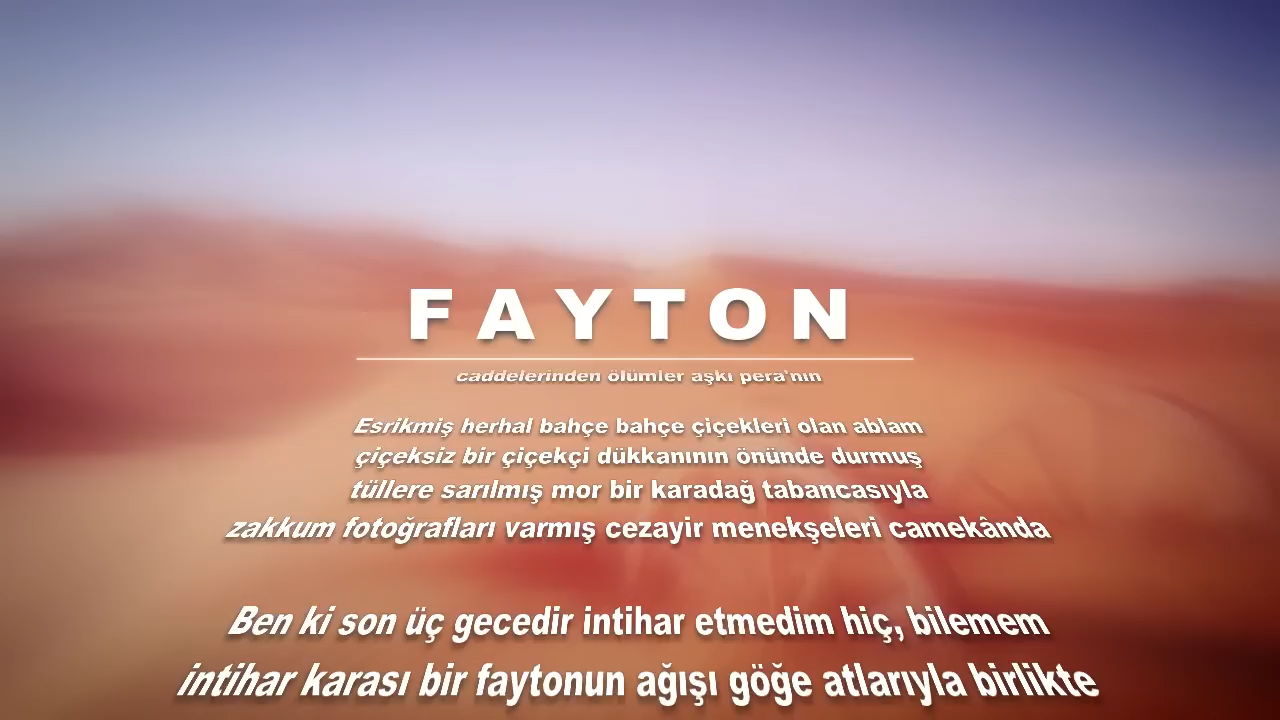 FAYTON
caddelerinden ölümler aşkı pera'nın
Esrikmiş herhal bahçe bahçe çiçekleri olan ablam
çiçeksiz bir çiçekçi dükkanının önünde durmuş
tüllere sarılmış mor bir karadağ tabancasıyla
zakkum fotoğrafları varmış cezayir menekşeleri camekânda
Ben ki son üç gecedir intihar etmedim hiç, bilemem
intihar karası bir faytonun ağışı göğe atlarıyla birlikte